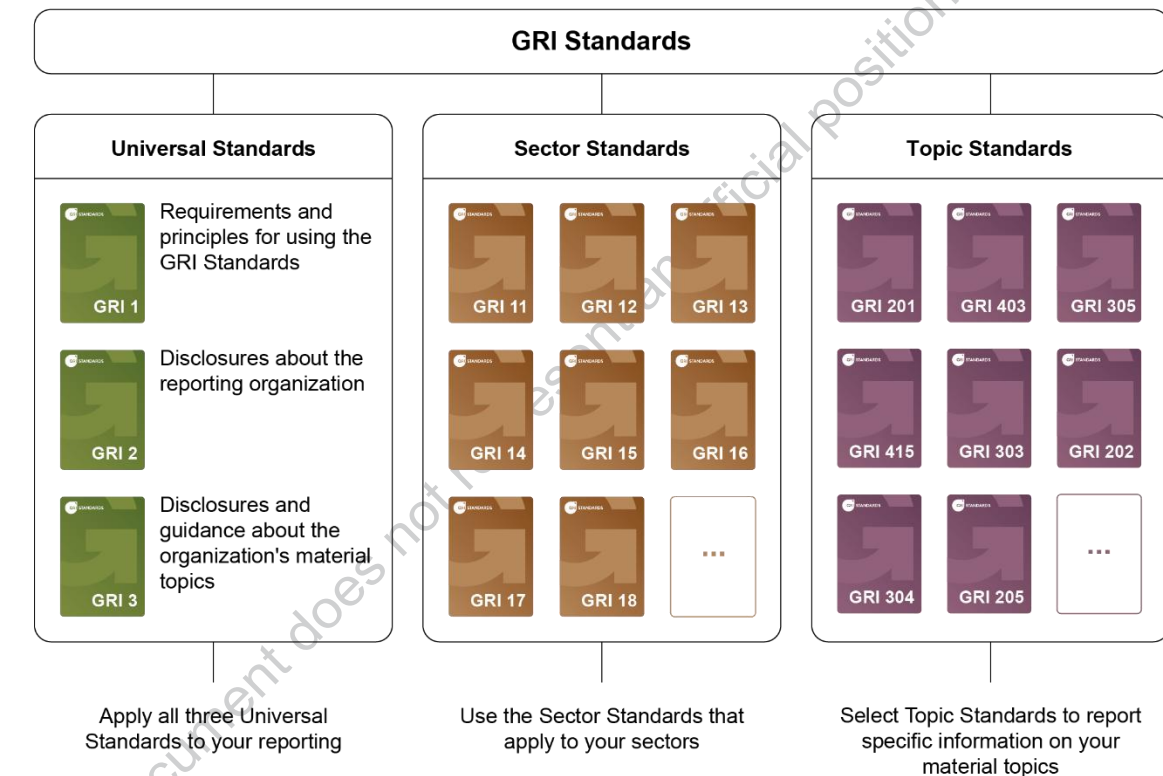 GRI Standards
Universal Standards
Requirements and
principles for using the
GRI Standards
GRI 1
Disclosures about the
reporting organization
GRI 2
Disclosures and
guidance about the
organization's material
topics
GRI 3
Apply all three Universal
Standards to your reporting
Sector Standards
GRI 11 GRI 12 GRI 13
GRI 14 GRI 15 GRI 16
GRI 17 GRI 18 ...
Use the Sector Standards that
apply to your sectors
Topic Standards
GRI 201 GRI 403 GRI 305
GRI 415 GRI 303 GRI 202
GRI 304 GRI 205 ...
Select Topic Standards to report
specific information on your
material topics